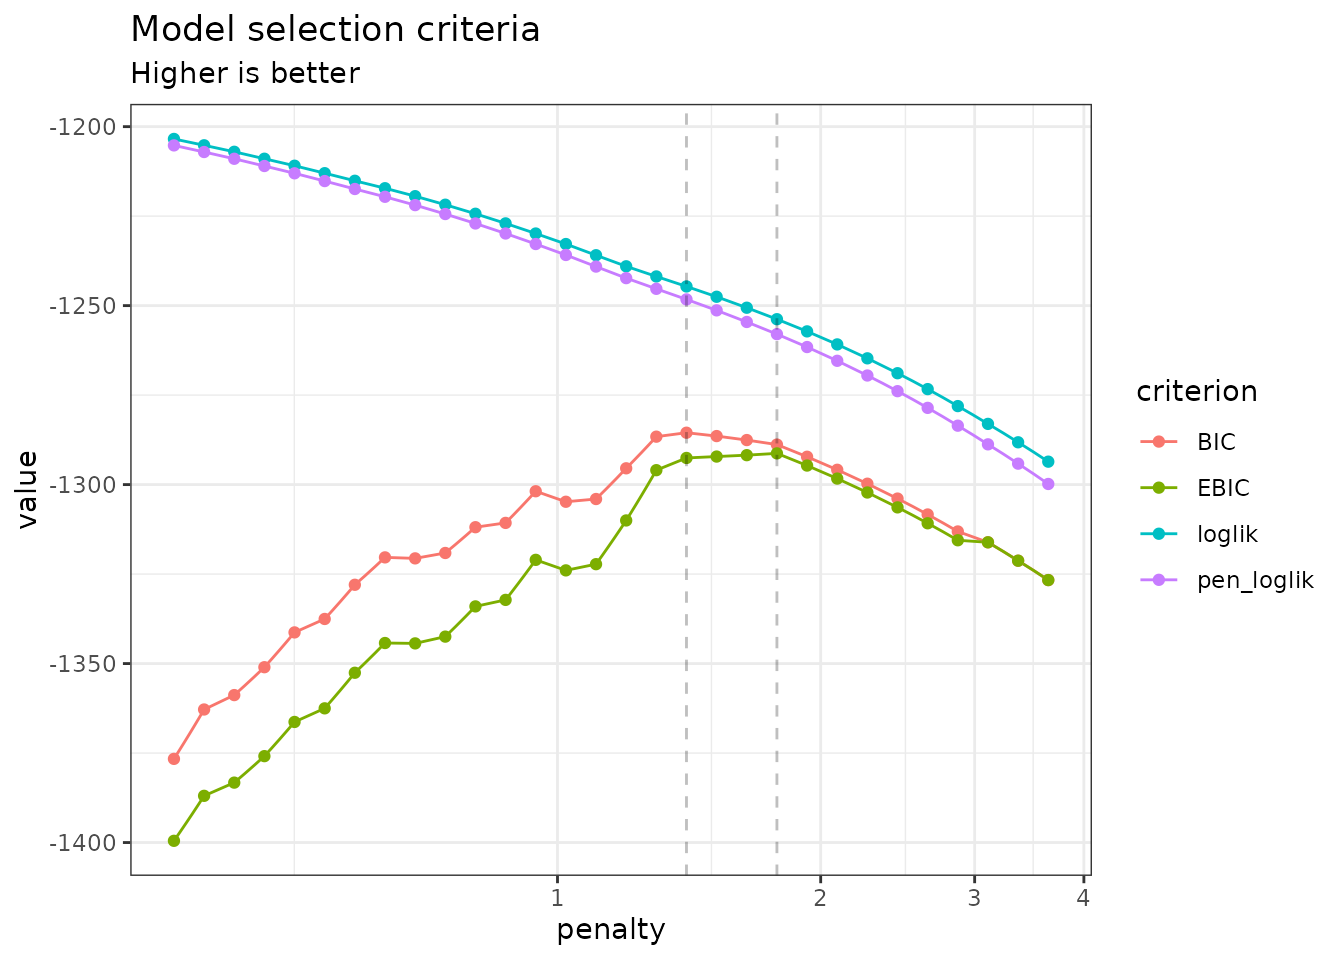 Model selection criteria
Higher is better
value
-1200
-1250
-1300
-1350
-1400
1
2
3
4
penalty
criterion
BIC
EBIC
loglik
pen_loglik